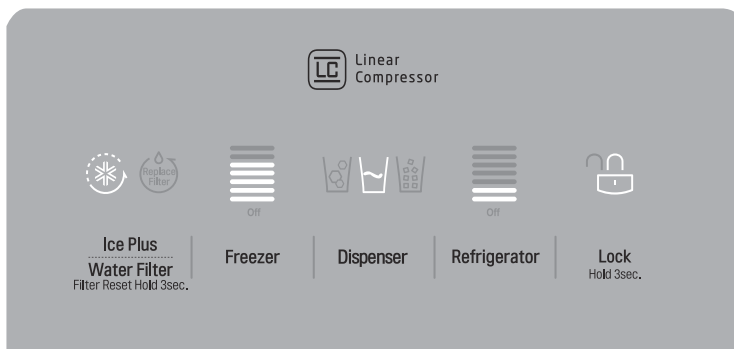 LC
Linear
Compressor
Replace
Filter
Off
Off
Ice Plus
Water Filter
Filter Reset Hold 3sec.
Freezer
Dispenser
Refrigerator
Lock
Hold 3sec.